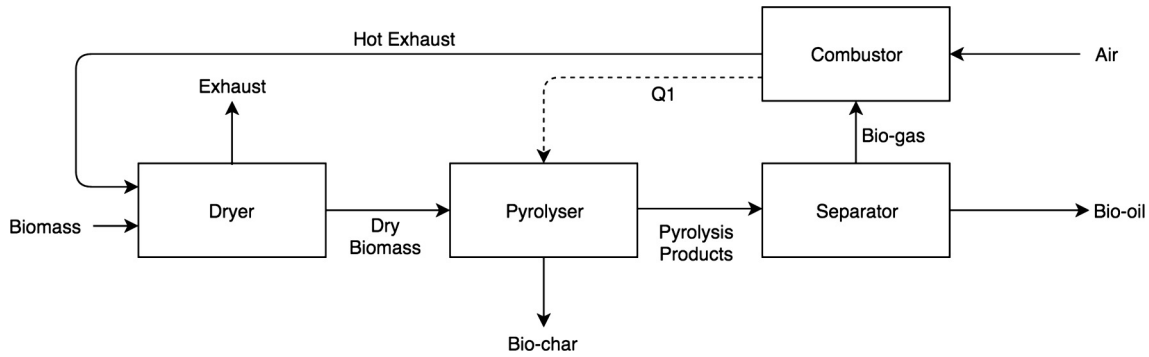 Hot Exhaust
Combustor
Air
Exhaust
Q1
Bio-gas
Biomass
Dryer
Dry
Biomass
Pyrolyser
Pyrolysis
Products
Separator
Bio-oil
Bio-char